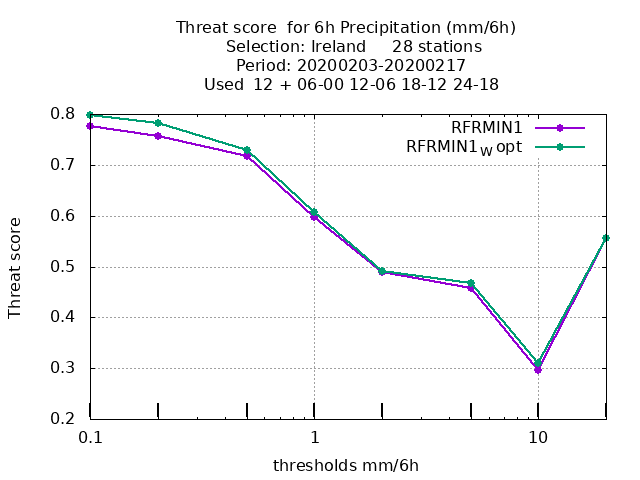 Threat score  for 6h Precipitation (mm/6h)
Selection: Ireland     28 stations
Period: 20200203-20200217
Used  12 + 06-00 12-06 18-12 24-18
RFRMIN1
RFRMIN1W opt
0.8
0.7
0.6
0.5
0.4
0.3
0.2
Threat score
0.1 1 10
thresholds mm/6h